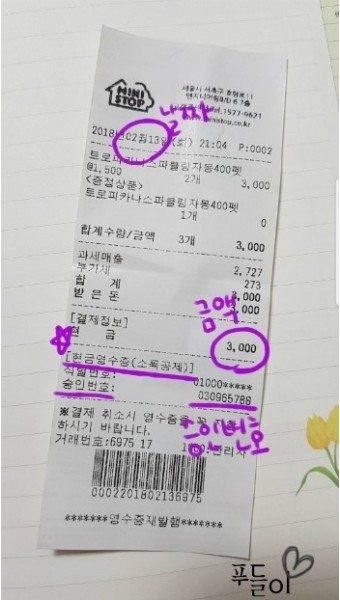 MINI
STOP
서울시 서초구 효령로11
엔지니어링B/D 6,7층
Tel.1577-9621
www.ministop.co.kr
날짜
2018년02월13일(화) 21:04 P:0002
트로피카나스파클링자몽400펫
@1,500 2개 3,000
<증정상품>
트로피카나스파클링자몽400펫
1개 0
합계수량/금액 3개 3,000
과세매출 2,727
부가세 273
합 계 3,000
받은돈 3,000
금액
[결제정보]
현 금 3,000
[현금영수증(소득공제)]
식별번호: 01000*****
승인번호: 030965788
승인번호
※결제 취소시 영수증을 꼭
하시기 바랍니다.
거래번호:6975 17 관리자
0002201802136975
*******영수증재발행*******
푸들이♡